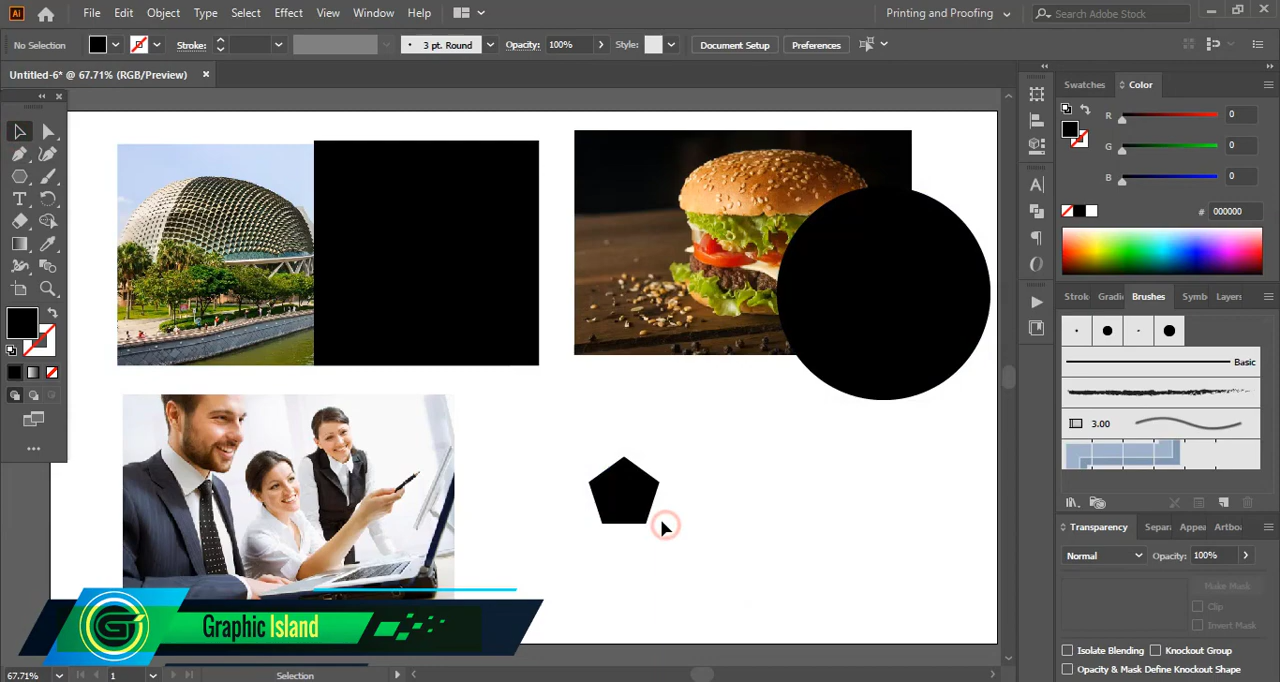 Ai File Edit Object Type Select Effect View Window Help Printing and Proofing Search Adobe Stock
No Selection Stroke: 3 pt. Round Opacity: 100% Style: Document Setup Preferences
Untitled-6* @ 67.71% (RGB/Preview)
Swatches Color
R 0
G 0
B 0
# 000000
Strok Gradi Brushes Symb Layers
Basic
3.00
Transparency Separ Appea Artbo
Normal Opacity: 100%
Make Mask
Clip
Invert Mask
Isolate Blending Knockout Group
Opacity & Mask Define Knockout Shape
Graphic Island
67.71% 1 Selection